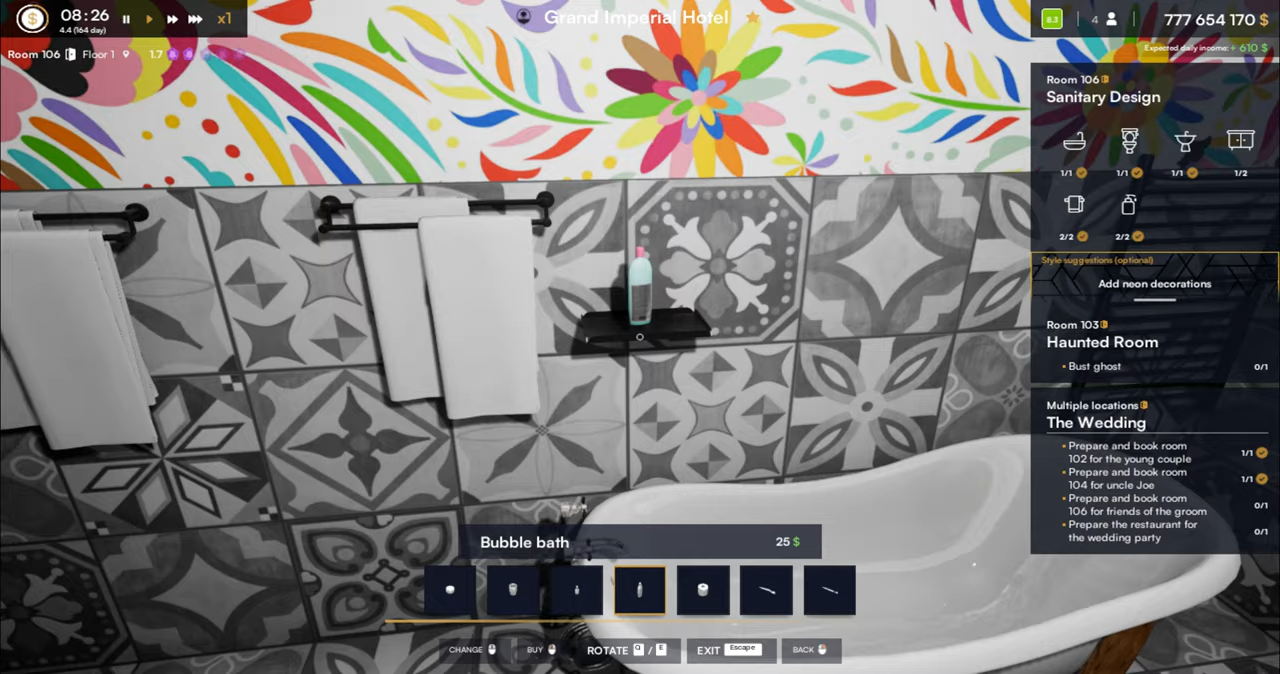 08:26
4.4 (164 day)
x1
Grand Imperial Hotel
8.3
4
777 654 170 $
Expected daily income: + 610 $
Room 106
Floor 1
1.7
Room 106
Sanitary Design
1/1
1/1
1/1
1/2
2/2
2/2
Style suggestions (optional)
Add neon decorations
Room 103
Haunted Room
Bust ghost
0/1
Multiple locations
The Wedding
Prepare and book room
102 for the young couple
1/1
Prepare and book room
104 for uncle Joe
1/1
Prepare and book room
106 for friends of the groom
0/1
Prepare the restaurant for
the wedding party
0/1
Bubble bath
25 $
CHANGE
BUY
ROTATE Q / E
EXIT Escape
BACK